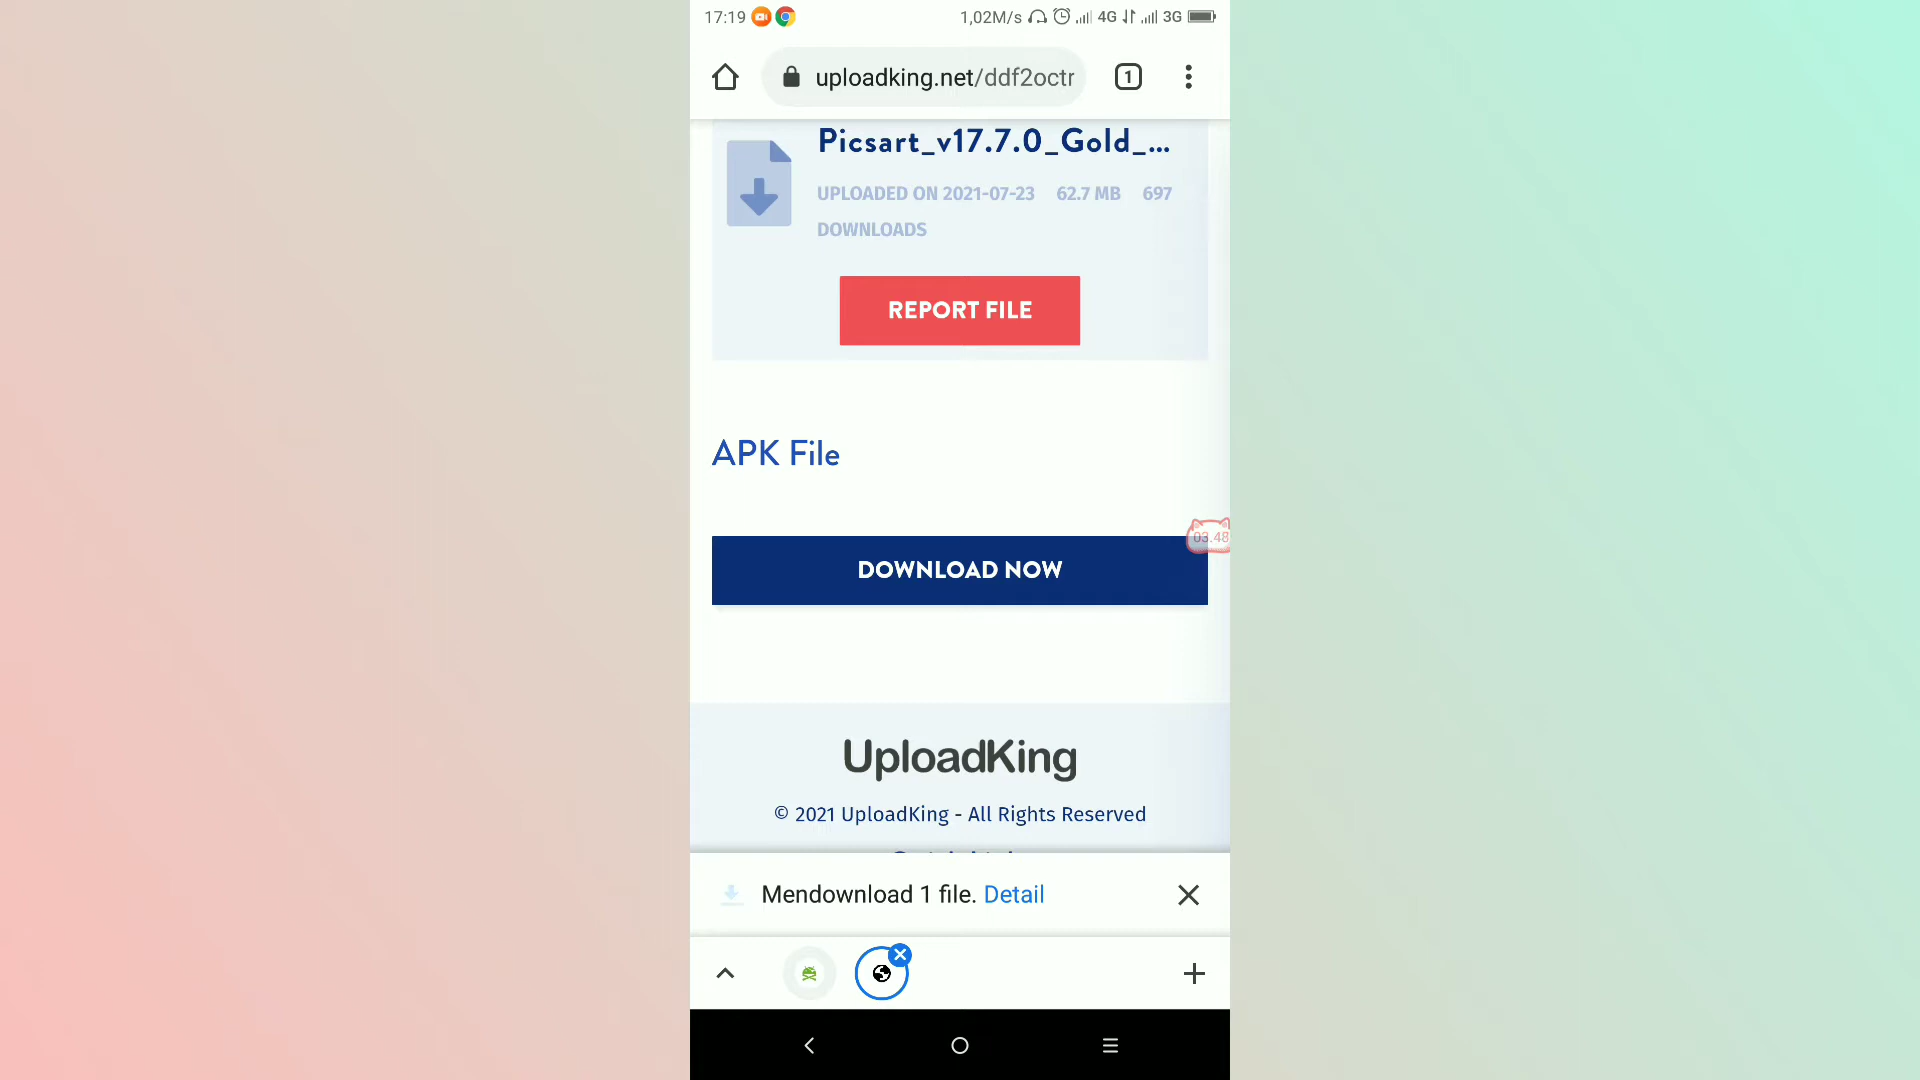 17:19
1,02M/s 4G 3G
uploadking.net/ddf2octr
1
Picsart_v17.7.0_Gold_...
UPLOADED ON 2021-07-23 62.7 MB 697
DOWNLOADS
REPORT FILE
APK File
03.48
DOWNLOAD NOW
UploadKing
© 2021 UploadKing - All Rights Reserved
Mendownload 1 file. Detail